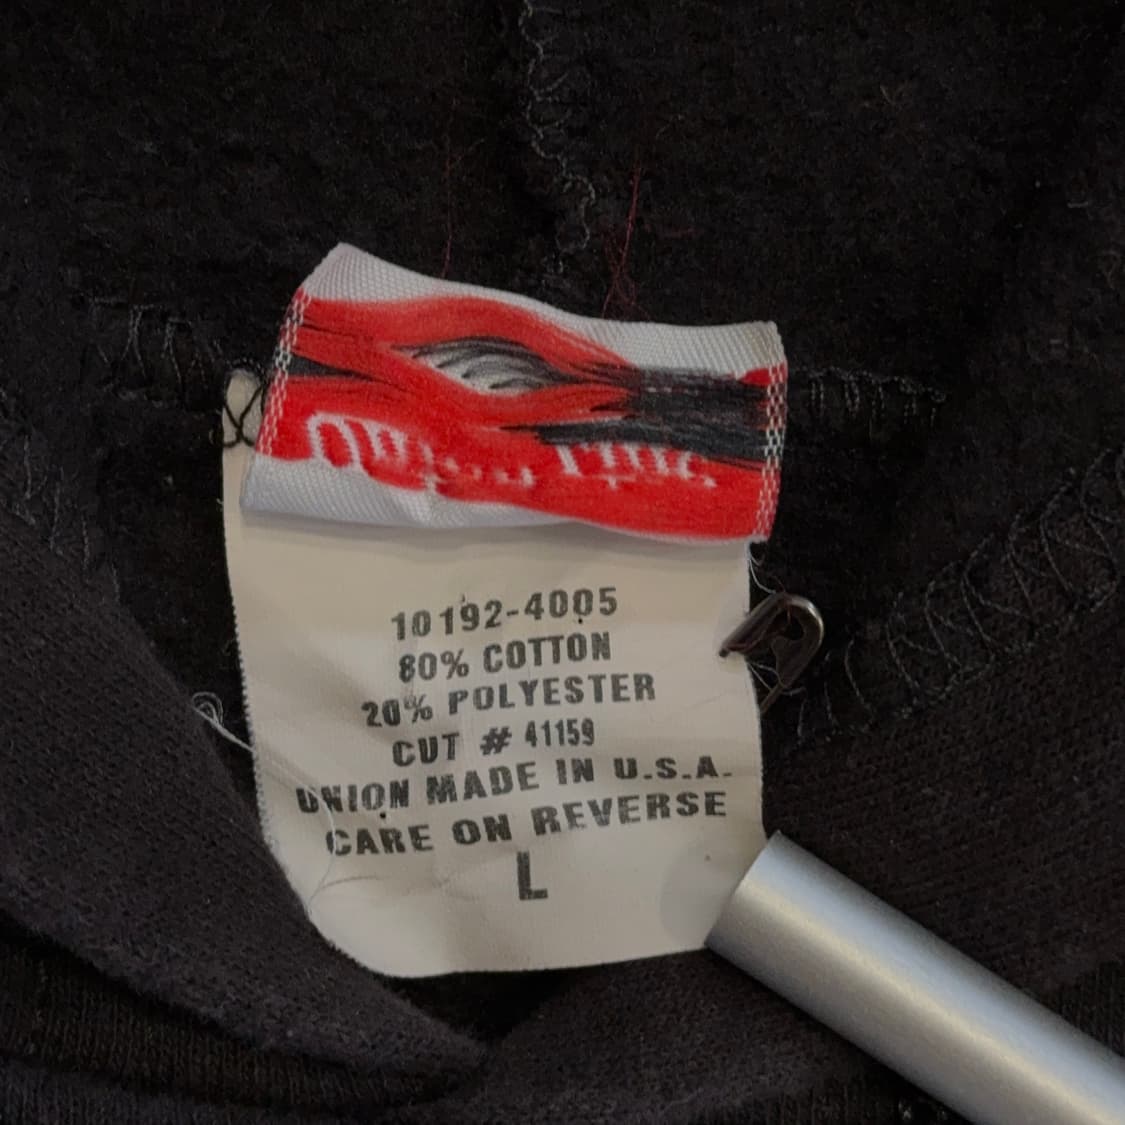 10192-4005
80% COTTON
20% POLYESTER
CUT # 41159
UNION MADE IN U.S.A.
CARE ON REVERSE
L